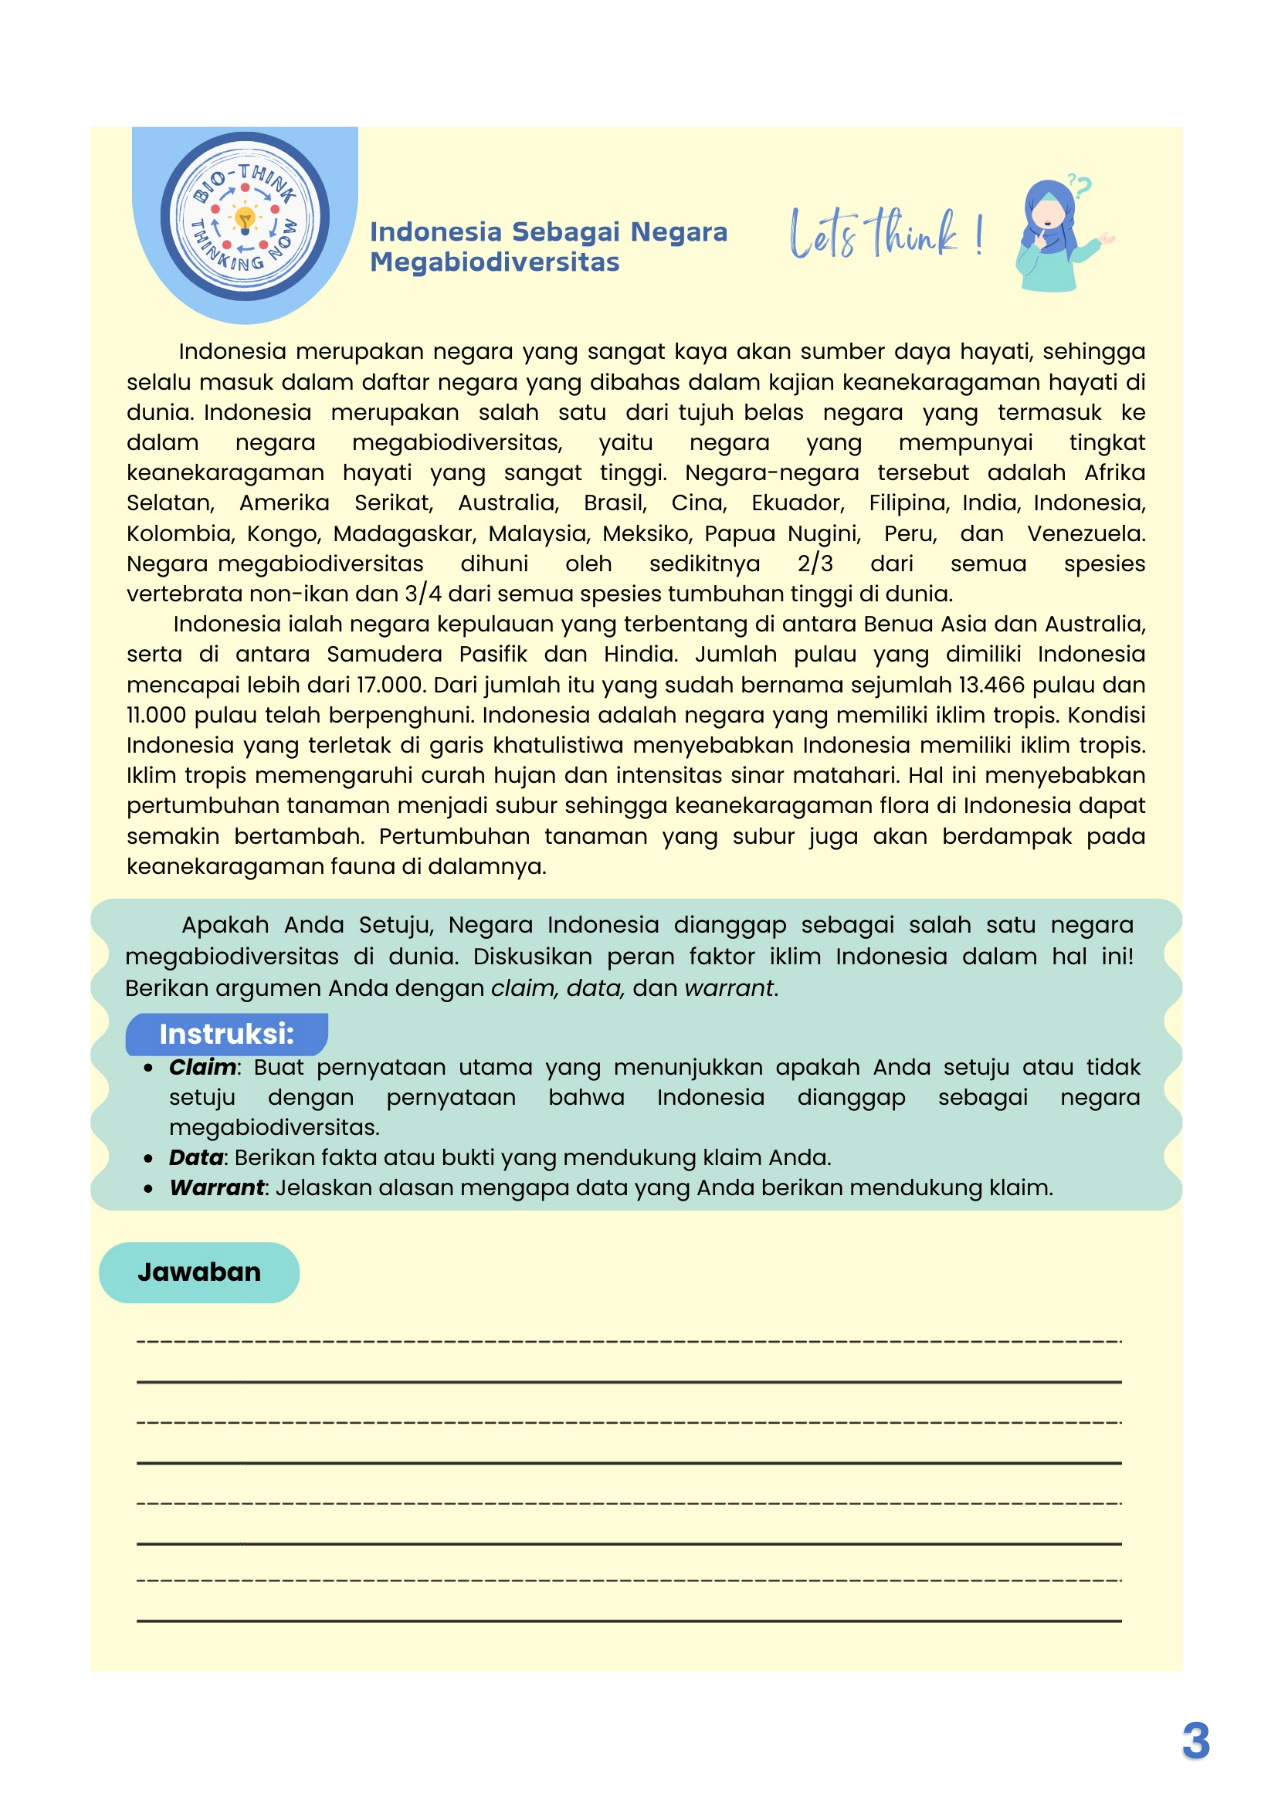 BIO-THINK
THINKING NOW
Indonesia Sebagai Negara
Megabiodiversitas
Lets think !
??
Indonesia merupakan negara yang sangat kaya akan sumber daya hayati, sehingga
selalu masuk dalam daftar negara yang dibahas dalam kajian keanekaragaman hayati di
dunia. Indonesia merupakan salah satu dari tujuh belas negara yang termasuk ke
dalam negara megabiodiversitas, yaitu negara yang mempunyai tingkat
keanekaragaman hayati yang sangat tinggi. Negara-negara tersebut adalah Afrika
Selatan, Amerika Serikat, Australia, Brasil, Cina, Ekuador, Filipina, India, Indonesia,
Kolombia, Kongo, Madagaskar, Malaysia, Meksiko, Papua Nugini, Peru, dan Venezuela.
Negara megabiodiversitas dihuni oleh sedikitnya 2/3 dari semua spesies
vertebrata non-ikan dan 3/4 dari semua spesies tumbuhan tinggi di dunia.
Indonesia ialah negara kepulauan yang terbentang di antara Benua Asia dan Australia,
serta di antara Samudera Pasifik dan Hindia. Jumlah pulau yang dimiliki Indonesia
mencapai lebih dari 17.000. Dari jumlah itu yang sudah bernama sejumlah 13.466 pulau dan
11.000 pulau telah berpenghuni. Indonesia adalah negara yang memiliki iklim tropis. Kondisi
Indonesia yang terletak di garis khatulistiwa menyebabkan Indonesia memiliki iklim tropis.
Iklim tropis memengaruhi curah hujan dan intensitas sinar matahari. Hal ini menyebabkan
pertumbuhan tanaman menjadi subur sehingga keanekaragaman flora di Indonesia dapat
semakin bertambah. Pertumbuhan tanaman yang subur juga akan berdampak pada
keanekaragaman fauna di dalamnya.
Apakah Anda Setuju, Negara Indonesia dianggap sebagai salah satu negara
megabiodiversitas di dunia. Diskusikan peran faktor iklim Indonesia dalam hal ini!
Berikan argumen Anda dengan claim, data, dan warrant.
Instruksi:
• Claim: Buat pernyataan utama yang menunjukkan apakah Anda setuju atau tidak
setuju dengan pernyataan bahwa Indonesia dianggap sebagai negara
megabiodiversitas.
• Data: Berikan fakta atau bukti yang mendukung klaim Anda.
• Warrant: Jelaskan alasan mengapa data yang Anda berikan mendukung klaim.
Jawaban
3